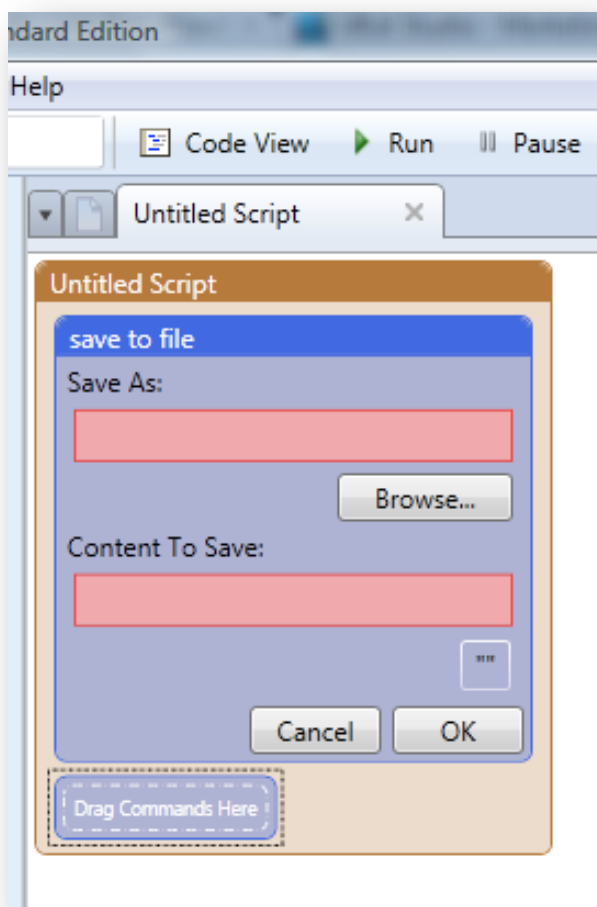 ndard Edition
Help
Code View Run Pause
Untitled Script
Untitled Script
save to file
Save As:
Browse...
Content To Save:
""
Cancel OK
Drag Commands Here